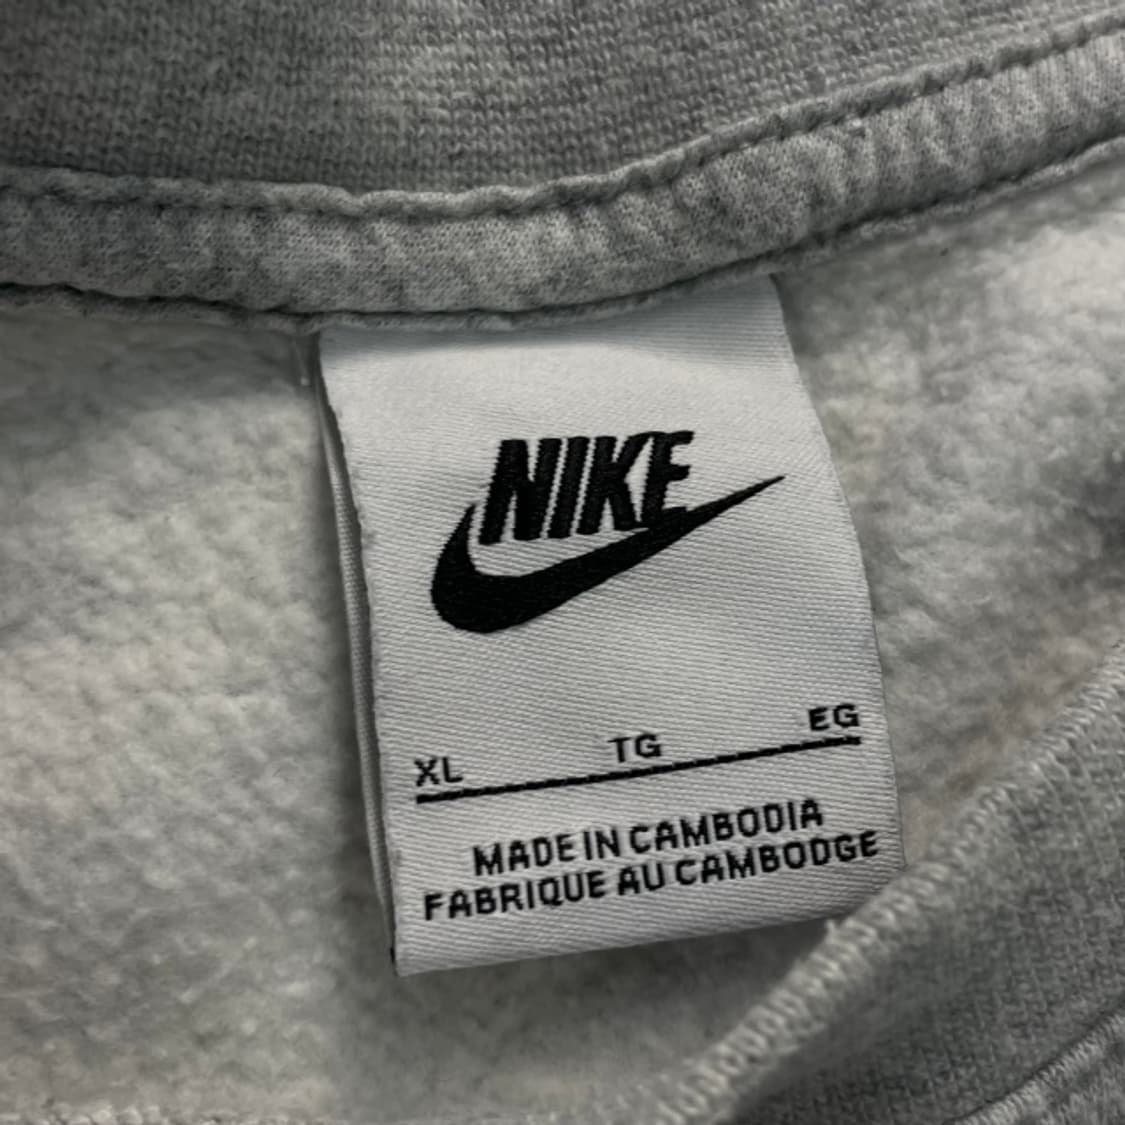 NIKE
XL TG EG
MADE IN CAMBODIA
FABRIQUE AU CAMBODGE